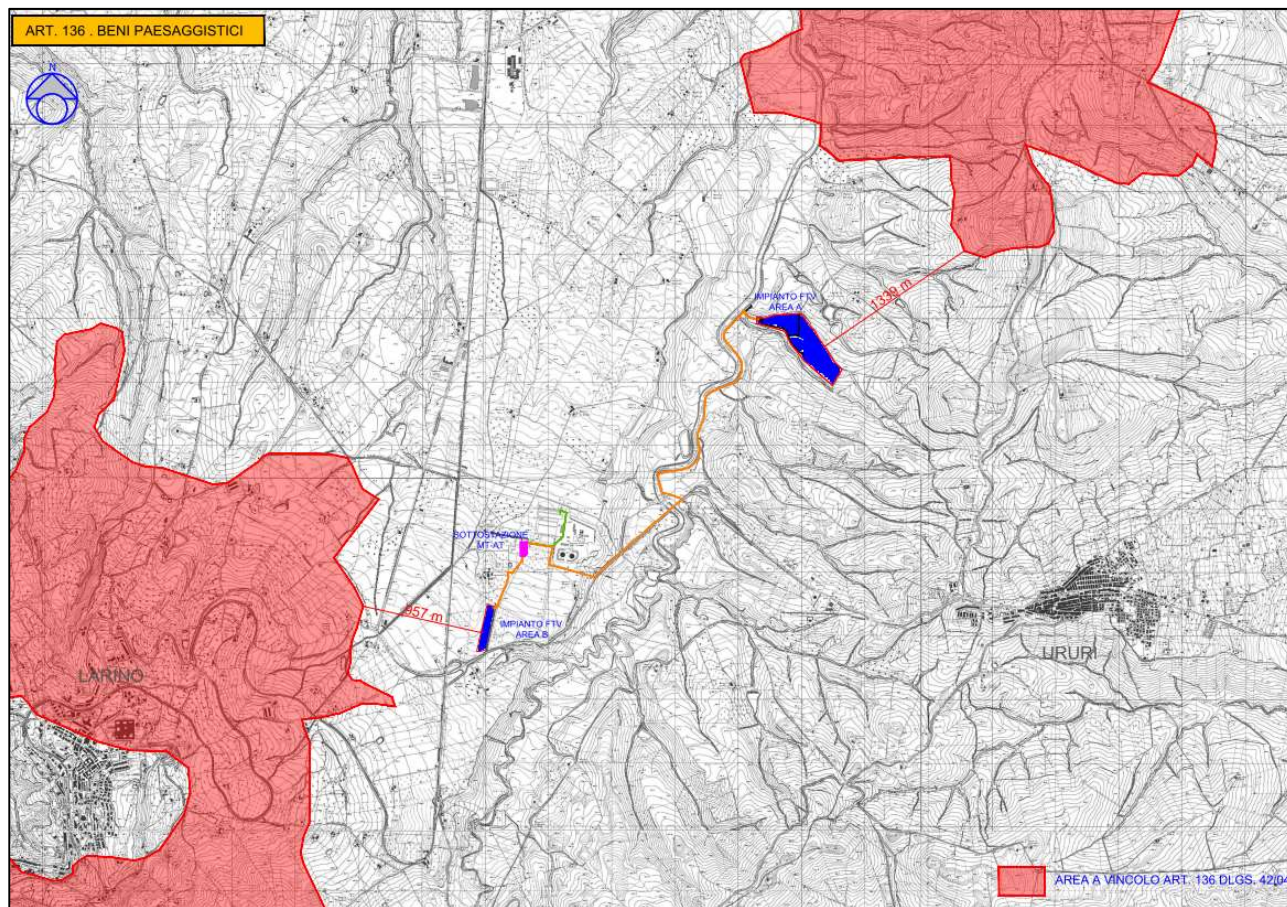 ART. 136 . BENI PAESAGGISTICI
N
IMPIANTO FTV
AREA A
1339 m
SOTTOSTAZIONE
MT-AT
957 m
IMPIANTO FTV
AREA B
LARINO
URURI
AREA A VINCOLO ART. 136 DLGS. 42/04